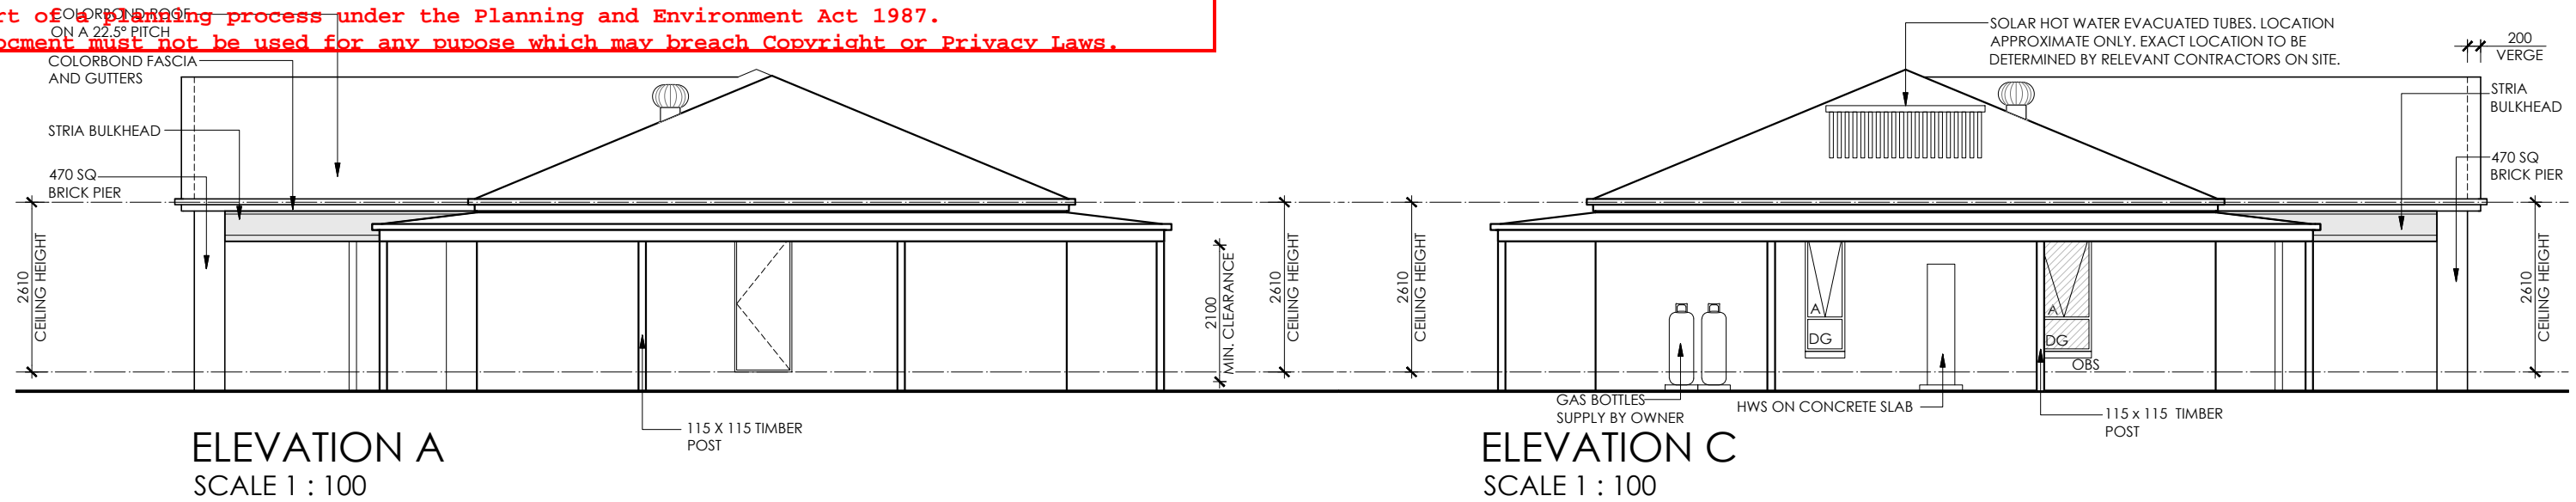 rt of a planning process under the Planning and Environment Act 1987.
ocment must not be used for any pupose which may breach Copyright or Privacy Laws.
COLORBOND ROOF
ON A 22.5° PITCH
COLORBOND FASCIA
AND GUTTERS
STRIA BULKHEAD
470 SQ
BRICK PIER
2610
CEILING HEIGHT
115 X 115 TIMBER
POST
2100
MIN. CLEARANCE
2610
CEILING HEIGHT
ELEVATION A
SCALE 1 : 100
SOLAR HOT WATER EVACUATED TUBES. LOCATION
APPROXIMATE ONLY. EXACT LOCATION TO BE
DETERMINED BY RELEVANT CONTRACTORS ON SITE.
200
VERGE
STRIA
BULKHEAD
470 SQ
BRICK PIER
2610
CEILING HEIGHT
2610
CEILING HEIGHT
A
DG
A
DG
OBS
GAS BOTTLES
SUPPLY BY OWNER
HWS ON CONCRETE SLAB
115 x 115 TIMBER
POST
ELEVATION C
SCALE 1 : 100